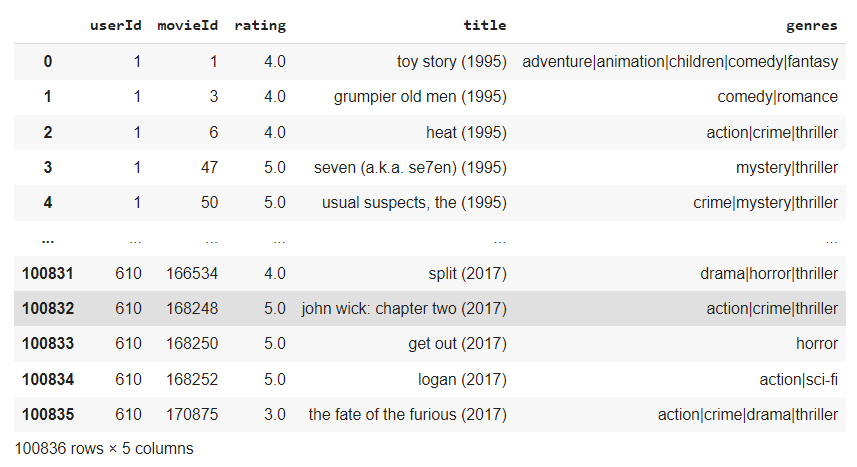 userId movieId rating title genres
0 1 1 4.0 toy story (1995) adventure|animation|children|comedy|fantasy
1 1 3 4.0 grumpier old men (1995) comedy|romance
2 1 6 4.0 heat (1995) action|crime|thriller
3 1 47 5.0 seven (a.k.a. se7en) (1995) mystery|thriller
4 1 50 5.0 usual suspects, the (1995) crime|mystery|thriller
... ... ... ... ... ...
100831 610 166534 4.0 split (2017) drama|horror|thriller
100832 610 168248 5.0 john wick: chapter two (2017) action|crime|thriller
100833 610 168250 5.0 get out (2017) horror
100834 610 168252 5.0 logan (2017) action|sci-fi
100835 610 170875 3.0 the fate of the furious (2017) action|crime|drama|thriller
100836 rows × 5 columns